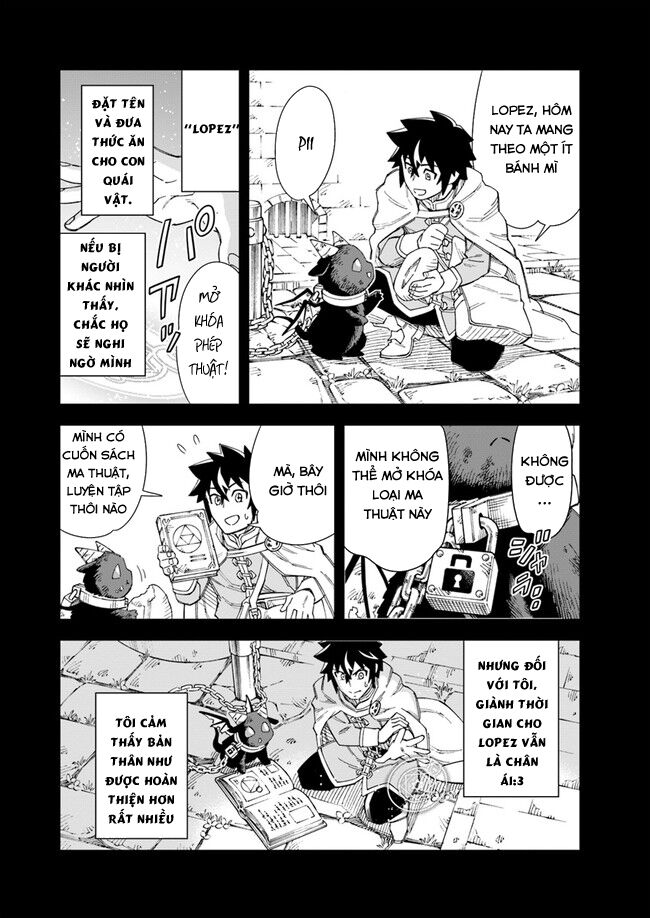 LOPEZ, HÔM
NAY TA MANG
THEO MỘT ÍT
BÁNH MÌ
PII
"LOPEZ"
ĐẶT TÊN
VÀ ĐƯA
THỨC ĂN
CHO CON
QUÁI
VẬT.
NẾU BỊ
NGƯỜI
KHÁC NHÌN
THẤY,
CHẮC HỌ
SẼ NGHI
NGỜ MÌNH
MỞ
KHÓA
PHÉP
THUẬT!
KHÔNG
ĐƯỢC
...
MÌNH KHÔNG
THỂ MỞ KHÓA
LOẠI MA
THUẬT NÀY
MÀ, BÂY
GIỜ THÔI
MÌNH CÓ
CUỐN SÁCH
MA THUẬT,
LUYỆN TẬP
THÔI NÀO
NHƯNG ĐỐI
VỚI TÔI,
GIÀNH THỜI
GIAN CHO
LOPEZ VẪN
LÀ CHÂN
ÁI:3
TÔI CẢM
THẤY BẢN
THÂN NHƯ
ĐƯỢC HOÀN
THIỆN HƠN
RẤT NHIỀU